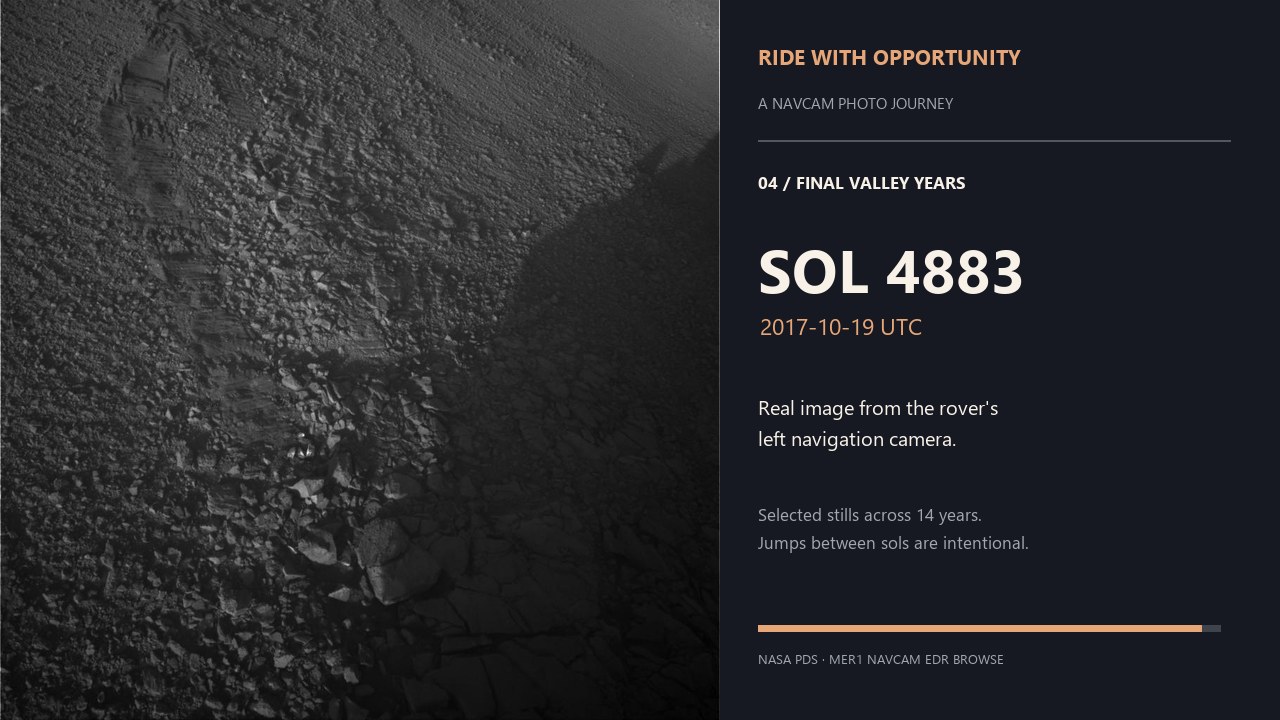 RIDE WITH OPPORTUNITY
A NAVCAM PHOTO JOURNEY
04 / FINAL VALLEY YEARS
SOL 4883
2017-10-19 UTC
Real image from the rover's
left navigation camera.
Selected stills across 14 years.
Jumps between sols are intentional.
NASA PDS · MER1 NAVCAM EDR BROWSE